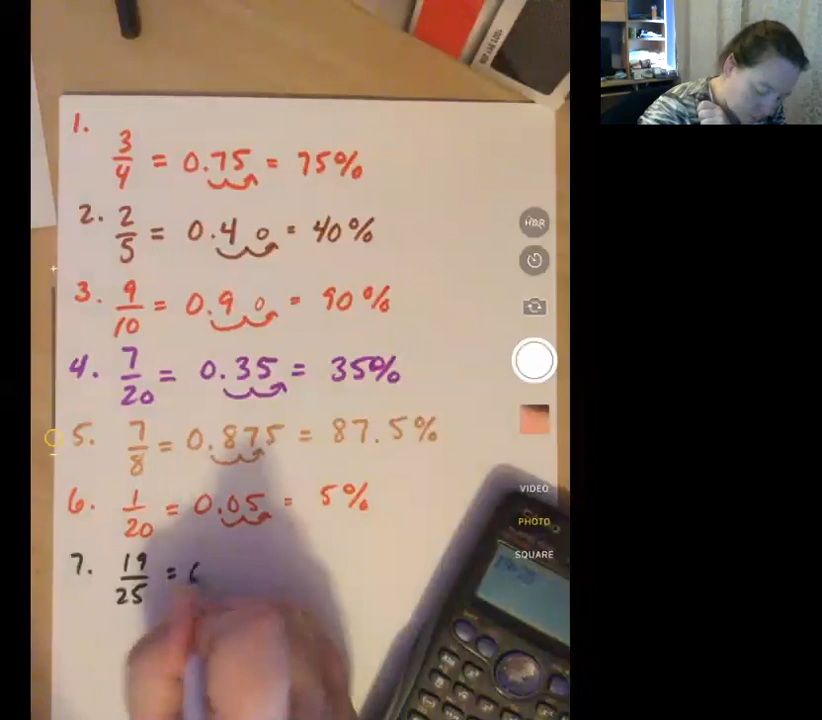 1. 3/4 = 0.75 = 75%
2. 2/5 = 0.40 = 40%
3. 9/10 = 0.90 = 90%
HDR
4. 7/20 = 0.35 = 35%
5. 7/8 = 0.875 = 87.5%
6. 1/20 = 0.05 = 5%
VIDEO
PHOTO
SQUARE
7. 19/25 =